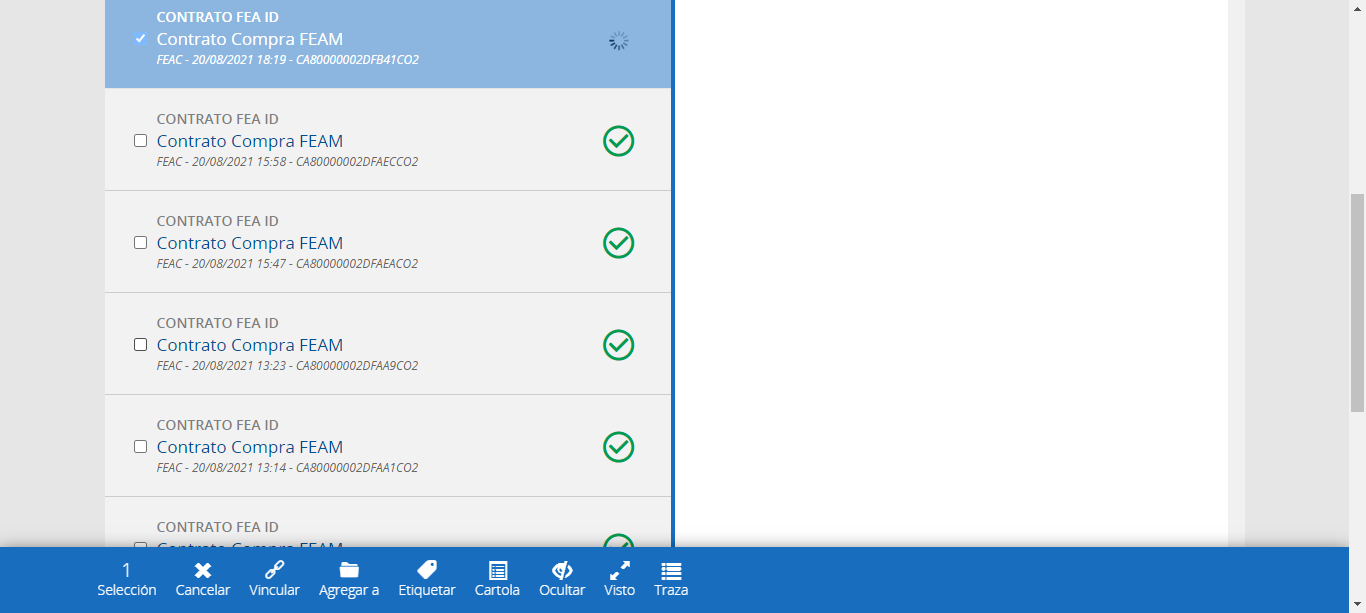 CONTRATO FEA ID
Contrato Compra FEAM
FEAC - 20/08/2021 18:19 - CA80000002DFB41CO2
CONTRATO FEA ID
Contrato Compra FEAM
FEAC - 20/08/2021 15:58 - CA80000002DFAECCO2
CONTRATO FEA ID
Contrato Compra FEAM
FEAC - 20/08/2021 15:47 - CA80000002DFAEACO2
CONTRATO FEA ID
Contrato Compra FEAM
FEAC - 20/08/2021 13:23 - CA80000002DFAA9CO2
CONTRATO FEA ID
Contrato Compra FEAM
FEAC - 20/08/2021 13:14 - CA80000002DFAA1CO2
CONTRATO FEA ID
Contrato Compra FEAM
1
Selección Cancelar Vincular Agregar a Etiquetar Cartola Ocultar Visto Traza